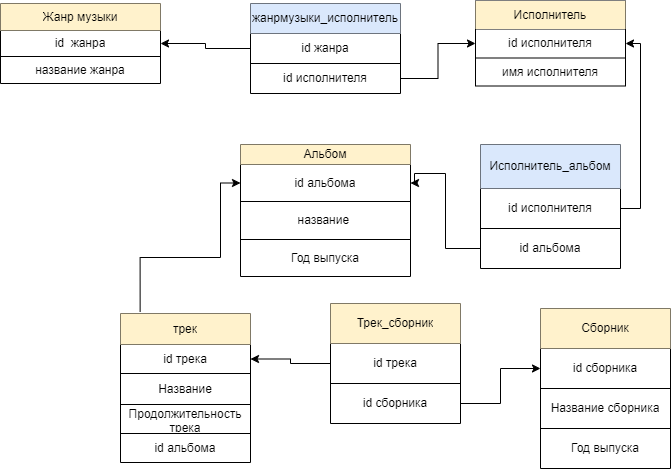 Жанр музыки
id жанра
название жанра
жанрмузыки_исполнитель
id жанра
id исполнителя
Исполнитель
id исполнителя
имя исполнителя
Альбом
id альбома
название
Год выпуска
Исполнитель_альбом
id исполнителя
id альбома
трек
id трека
Название
Продолжительность
трека
id альбома
Трек_сборник
id трека
id сборника
Сборник
id сборника
Название сборника
Год выпуска